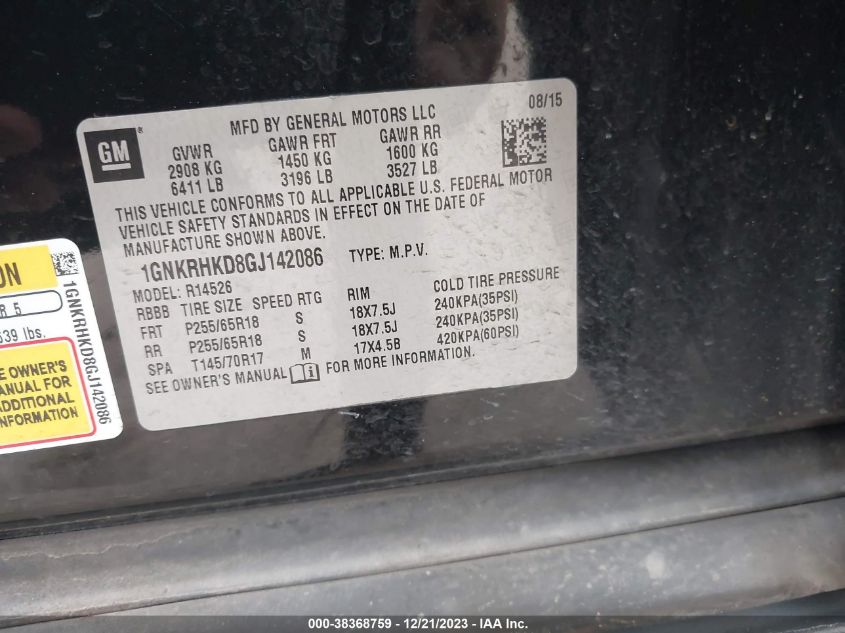 MFD BY GENERAL MOTORS LLC 08/15
GM
GVWR GAWR FRT GAWR RR
2908 KG 1450 KG 1600 KG
6411 LB 3196 LB 3527 LB
THIS VEHICLE CONFORMS TO ALL APPLICABLE U.S. FEDERAL MOTOR
VEHICLE SAFETY STANDARDS IN EFFECT ON THE DATE OF
MANUFACTURE SHOWN ABOVE.
1GNKRHKD8GJ142086 TYPE: M.P.V.
MODEL: R14526
RBBB TIRE SIZE SPEED RTG RIM COLD TIRE PRESSURE
FRT P255/65R18 S 18X7.5J 240KPA(35PSI)
RR P255/65R18 S 18X7.5J 240KPA(35PSI)
SPA T145/70R17 M 17X4.5B 420KPA(60PSI)
SEE OWNER'S MANUAL FOR MORE INFORMATION.
ON
R 5
639 lbs.
E OWNER'S
ANUAL FOR
ADDITIONAL
NFORMATION
1GNKRHKD8GJ142086
000-38368759 - 12/21/2023 - IAA Inc.